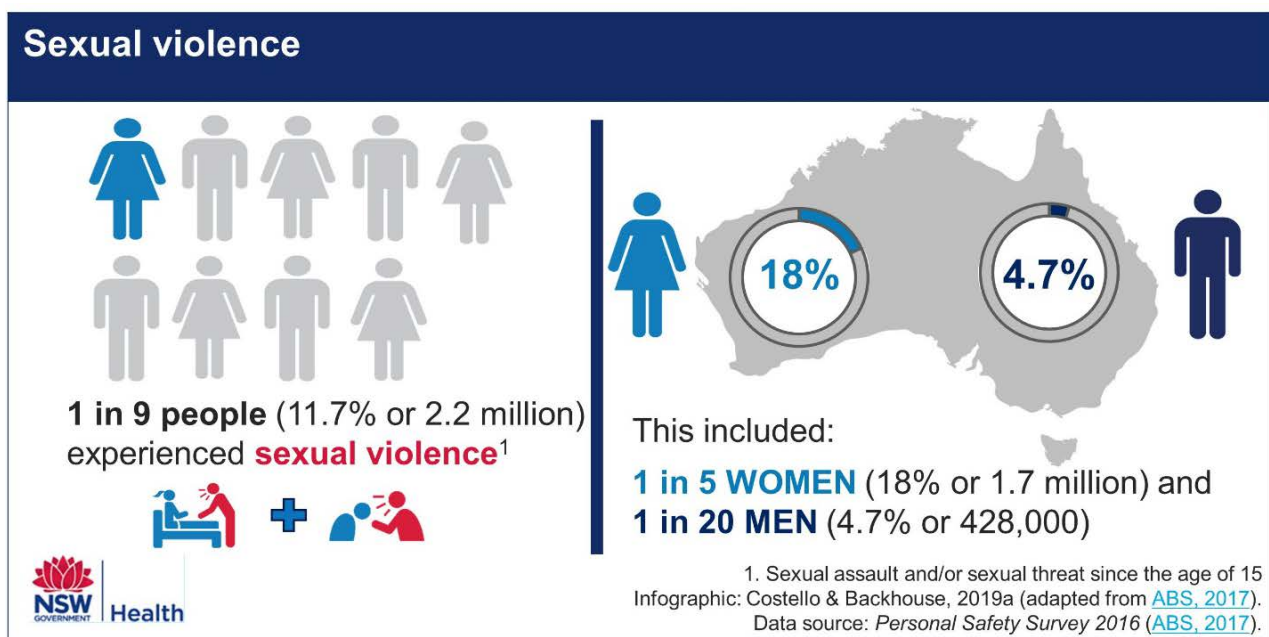 Sexual violence
1 in 9 people (11.7% or 2.2 million)
experienced sexual violence1
18%
4.7%
This included:
1 in 5 WOMEN (18% or 1.7 million) and
1 in 20 MEN (4.7% or 428,000)
NSW
GOVERNMENT
Health
1. Sexual assault and/or sexual threat since the age of 15
Infographic: Costello & Backhouse, 2019a (adapted from ABS, 2017).
Data source: Personal Safety Survey 2016 (ABS, 2017).